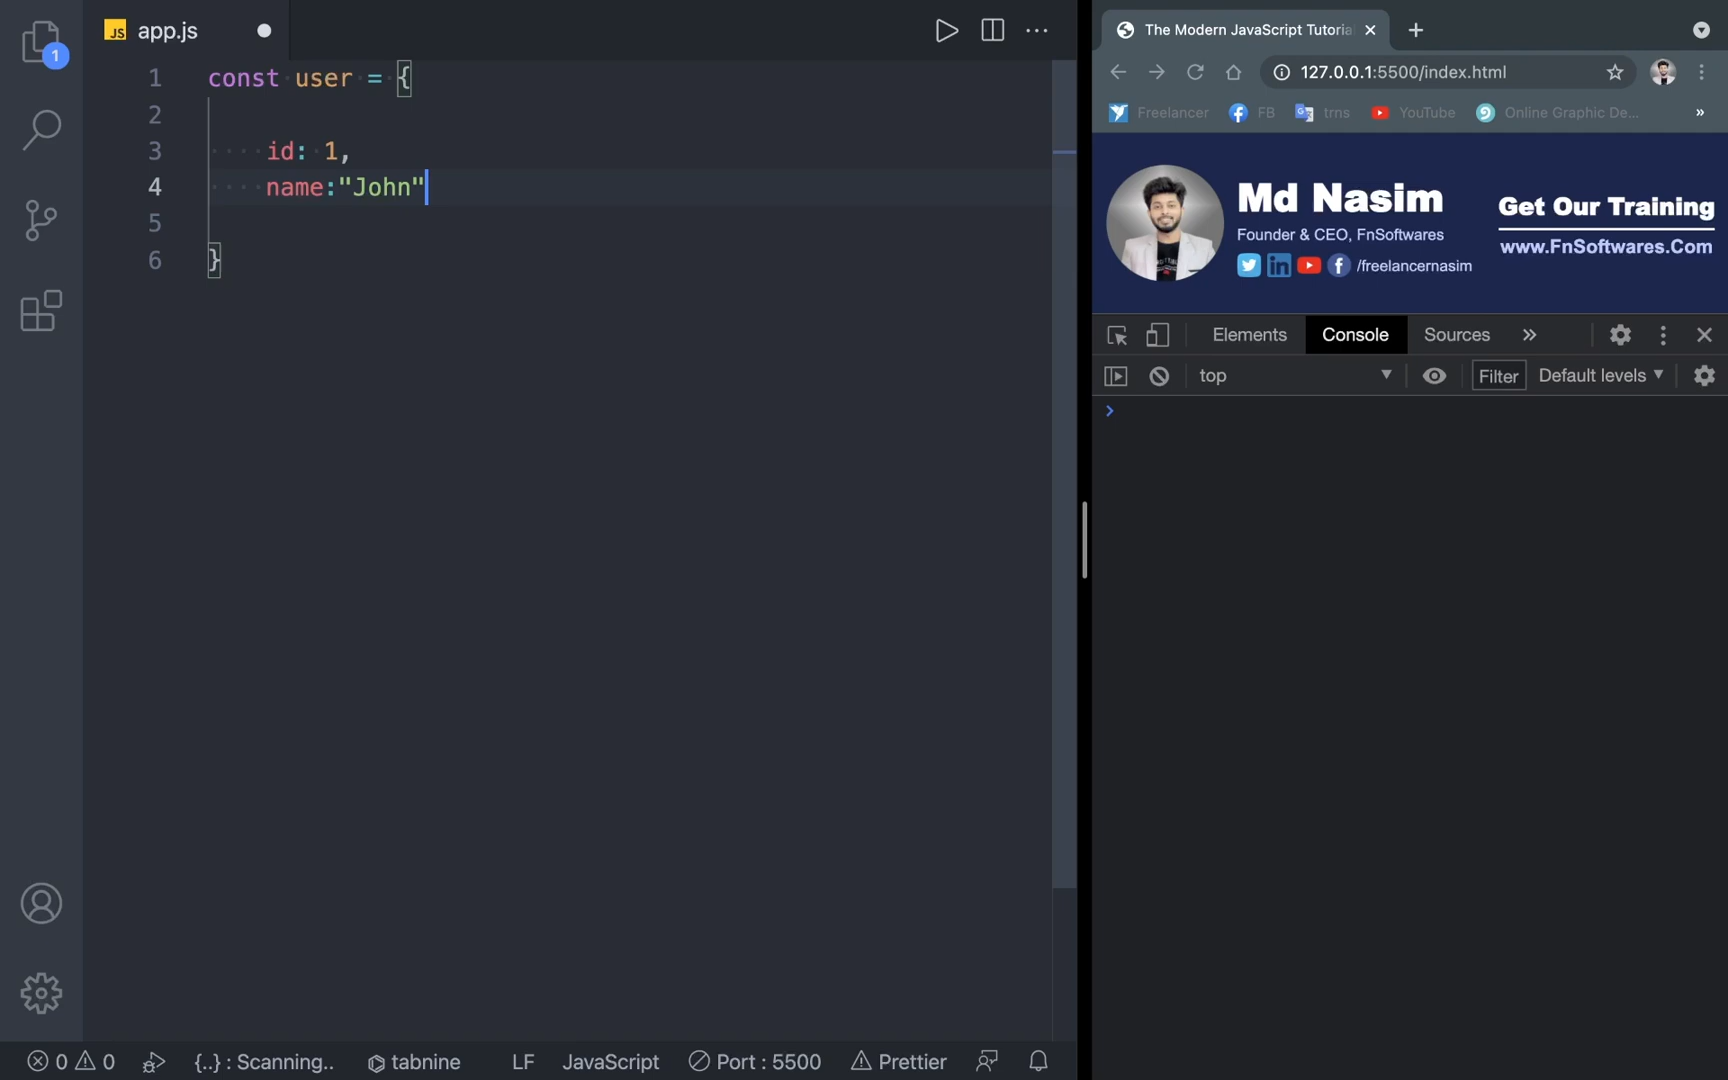 1
JS app.js
1 const user = {
2
3 id: 1,
4 name:"John"
5
6 }
0 0 {..} : Scanning.. tabnine LF JavaScript Port : 5500 Prettier
The Modern JavaScript Tutoria
127.0.0.1:5500/index.html
Freelancer FB trns YouTube Online Graphic De... »
Md Nasim
Founder & CEO, FnSoftwares
/freelancernasim
Get Our Training
www.FnSoftwares.Com
Elements Console Sources »
top Filter Default levels